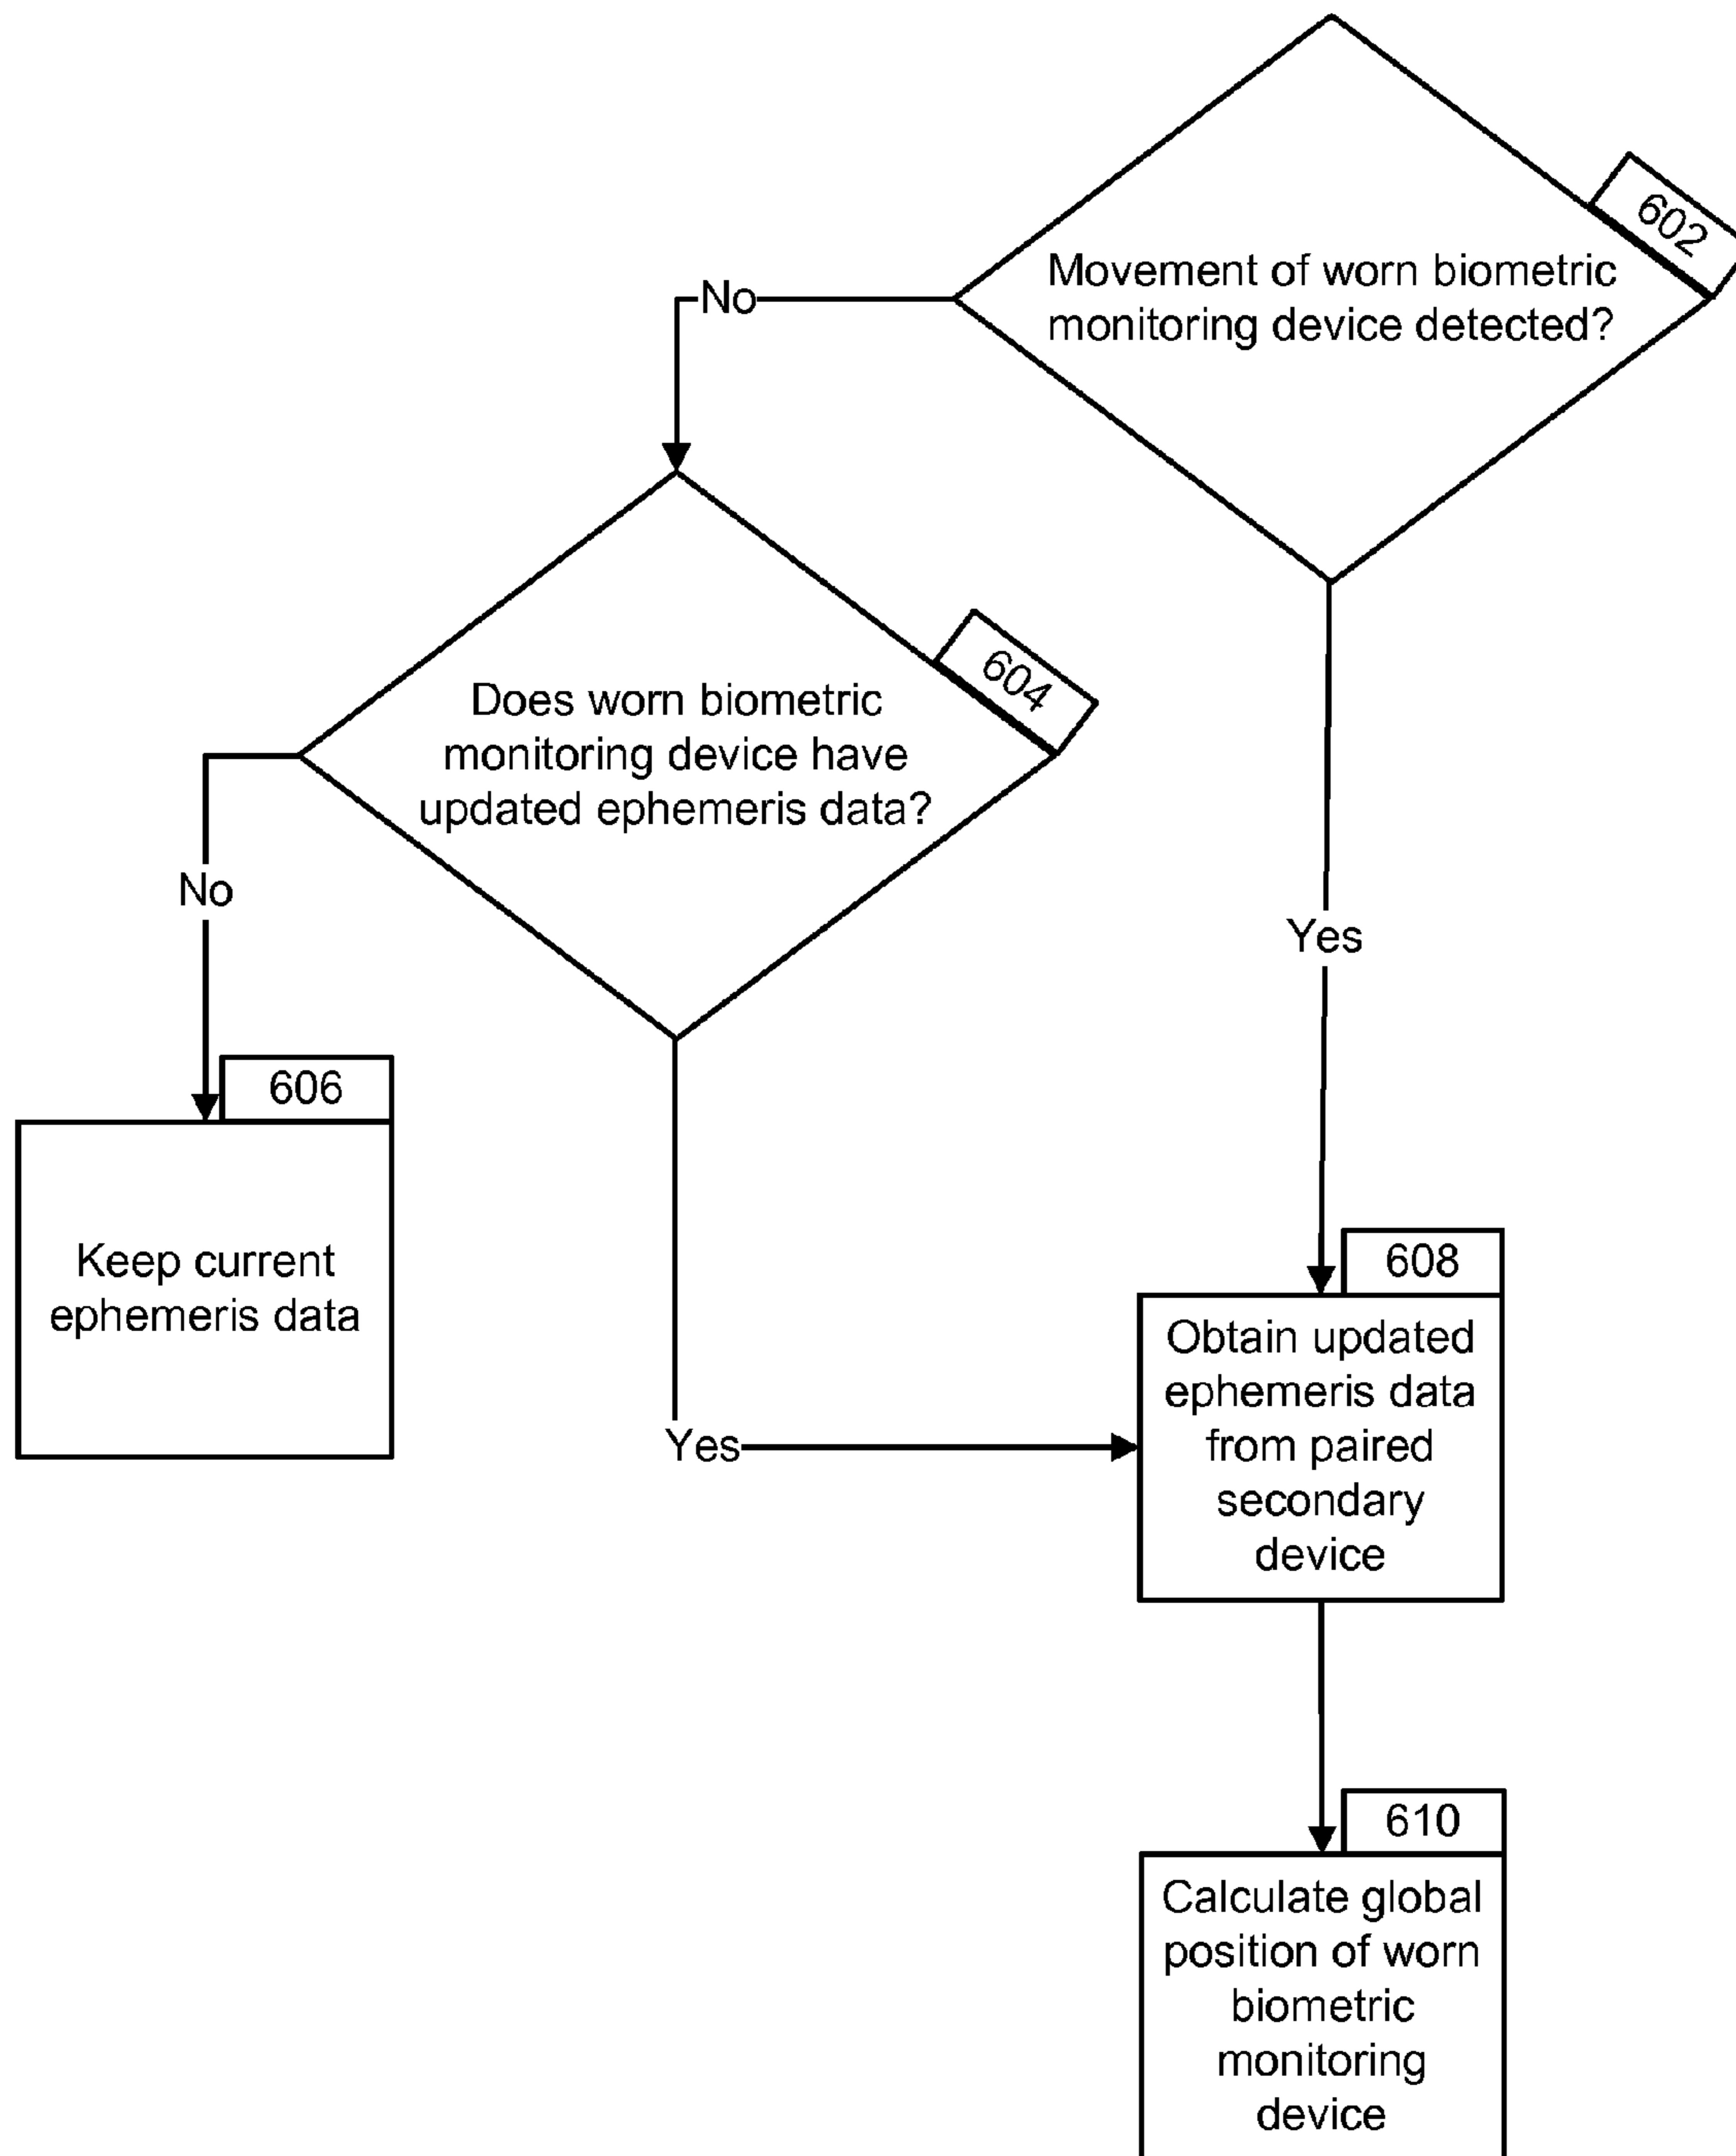 602
Movement of worn biometric
monitoring device detected?
No
604
Does worn biometric
monitoring device have
updated ephemeris data?
No
Yes
606
Keep current
ephemeris data
608
Obtain updated
ephemeris data
from paired
secondary
device
Yes
610
Calculate global
position of worn
biometric
monitoring
device